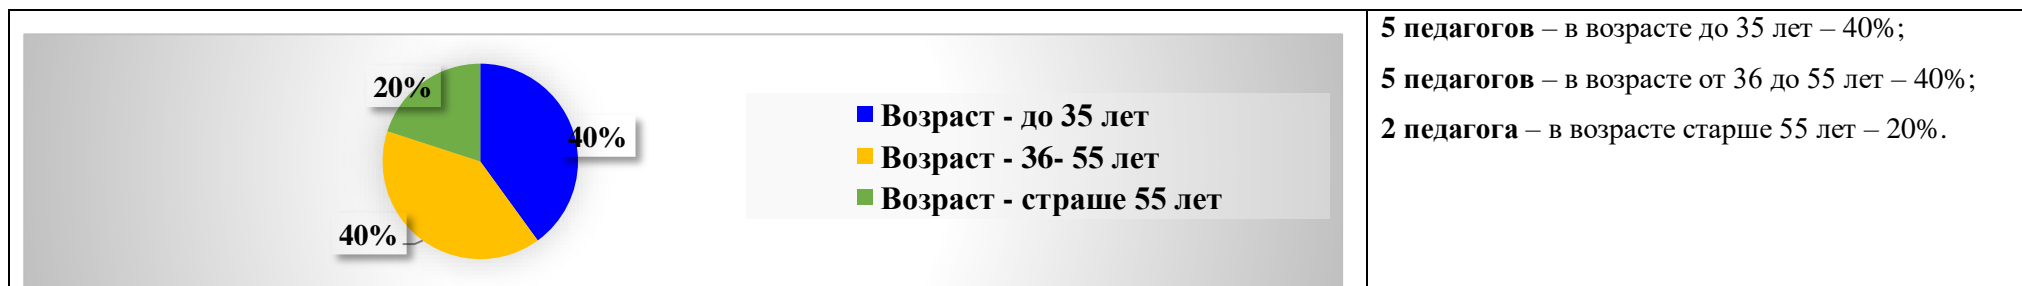 20%
40%
40%
Возраст - до 35 лет
Возраст - 36- 55 лет
Возраст - страше 55 лет
5 педагогов – в возрасте до 35 лет – 40%;
5 педагогов – в возрасте от 36 до 55 лет – 40%;
2 педагога – в возрасте старше 55 лет – 20%.